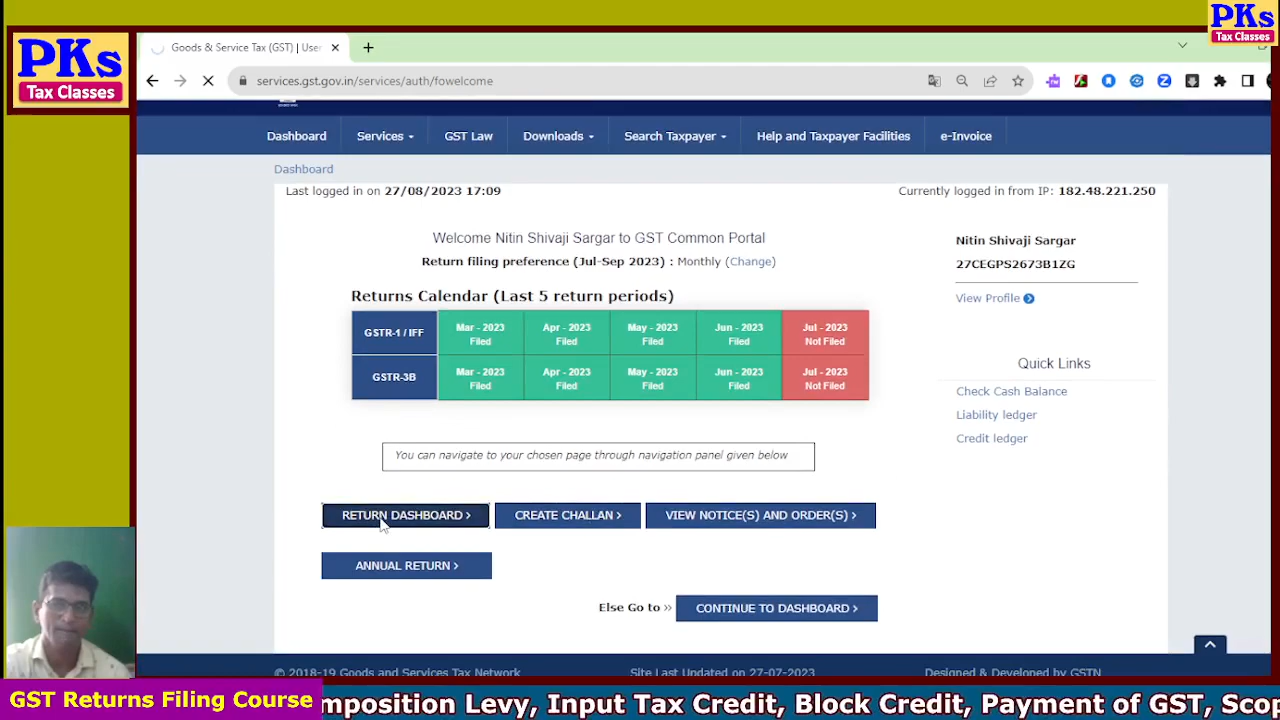 PKs
Tax Classes
PKs
Tax Classes
Goods & Service Tax (GST) | User
services.gst.gov.in/services/auth/fowelcome
Dashboard
Services
GST Law
Downloads
Search Taxpayer
Help and Taxpayer Facilities
e-Invoice
Dashboard
Last logged in on 27/08/2023 17:09
Currently logged in from IP: 182.48.221.250
Welcome Nitin Shivaji Sargar to GST Common Portal
Return filing preference (Jul-Sep 2023) : Monthly (Change)
Nitin Shivaji Sargar
27CEGPS2673B1ZG
View Profile
Returns Calendar (Last 5 return periods)
GSTR-1 / IFF
Mar - 2023 Filed
Apr - 2023 Filed
May - 2023 Filed
Jun - 2023 Filed
Jul - 2023 Not Filed
GSTR-3B
Mar - 2023 Filed
Apr - 2023 Filed
May - 2023 Filed
Jun - 2023 Filed
Jul - 2023 Not Filed
Quick Links
Check Cash Balance
Liability ledger
Credit ledger
You can navigate to your chosen page through navigation panel given below
RETURN DASHBOARD >
CREATE CHALLAN >
VIEW NOTICE(S) AND ORDER(S) >
ANNUAL RETURN >
Else Go to >>
CONTINUE TO DASHBOARD >
© 2018-19 Goods and Services Tax Network
Site Last Updated on 27-07-2023
Designed & Developed by GSTN
GST Returns Filing Course
mposition Levy, Input Tax Credit, Block Credit, Payment of GST, Scop